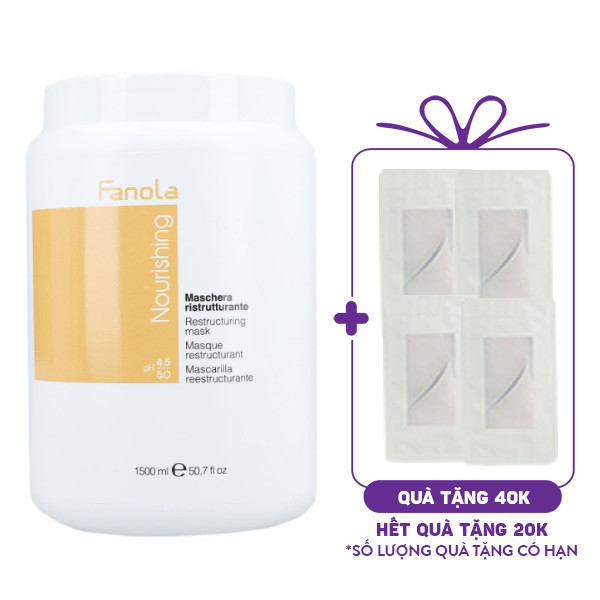 Fanola
Nourishing
Maschera
ristrutturante
Restructuring
mask
Masque
restructurant
Mascarilla
reestructurante
pH 4.5
5.0
1500 ml e 50,7 fl oz
+
QUÀ TẶNG 40K
HẾT QUÀ TẶNG 20K
*SỐ LƯỢNG QUÀ TẶNG CÓ HẠN